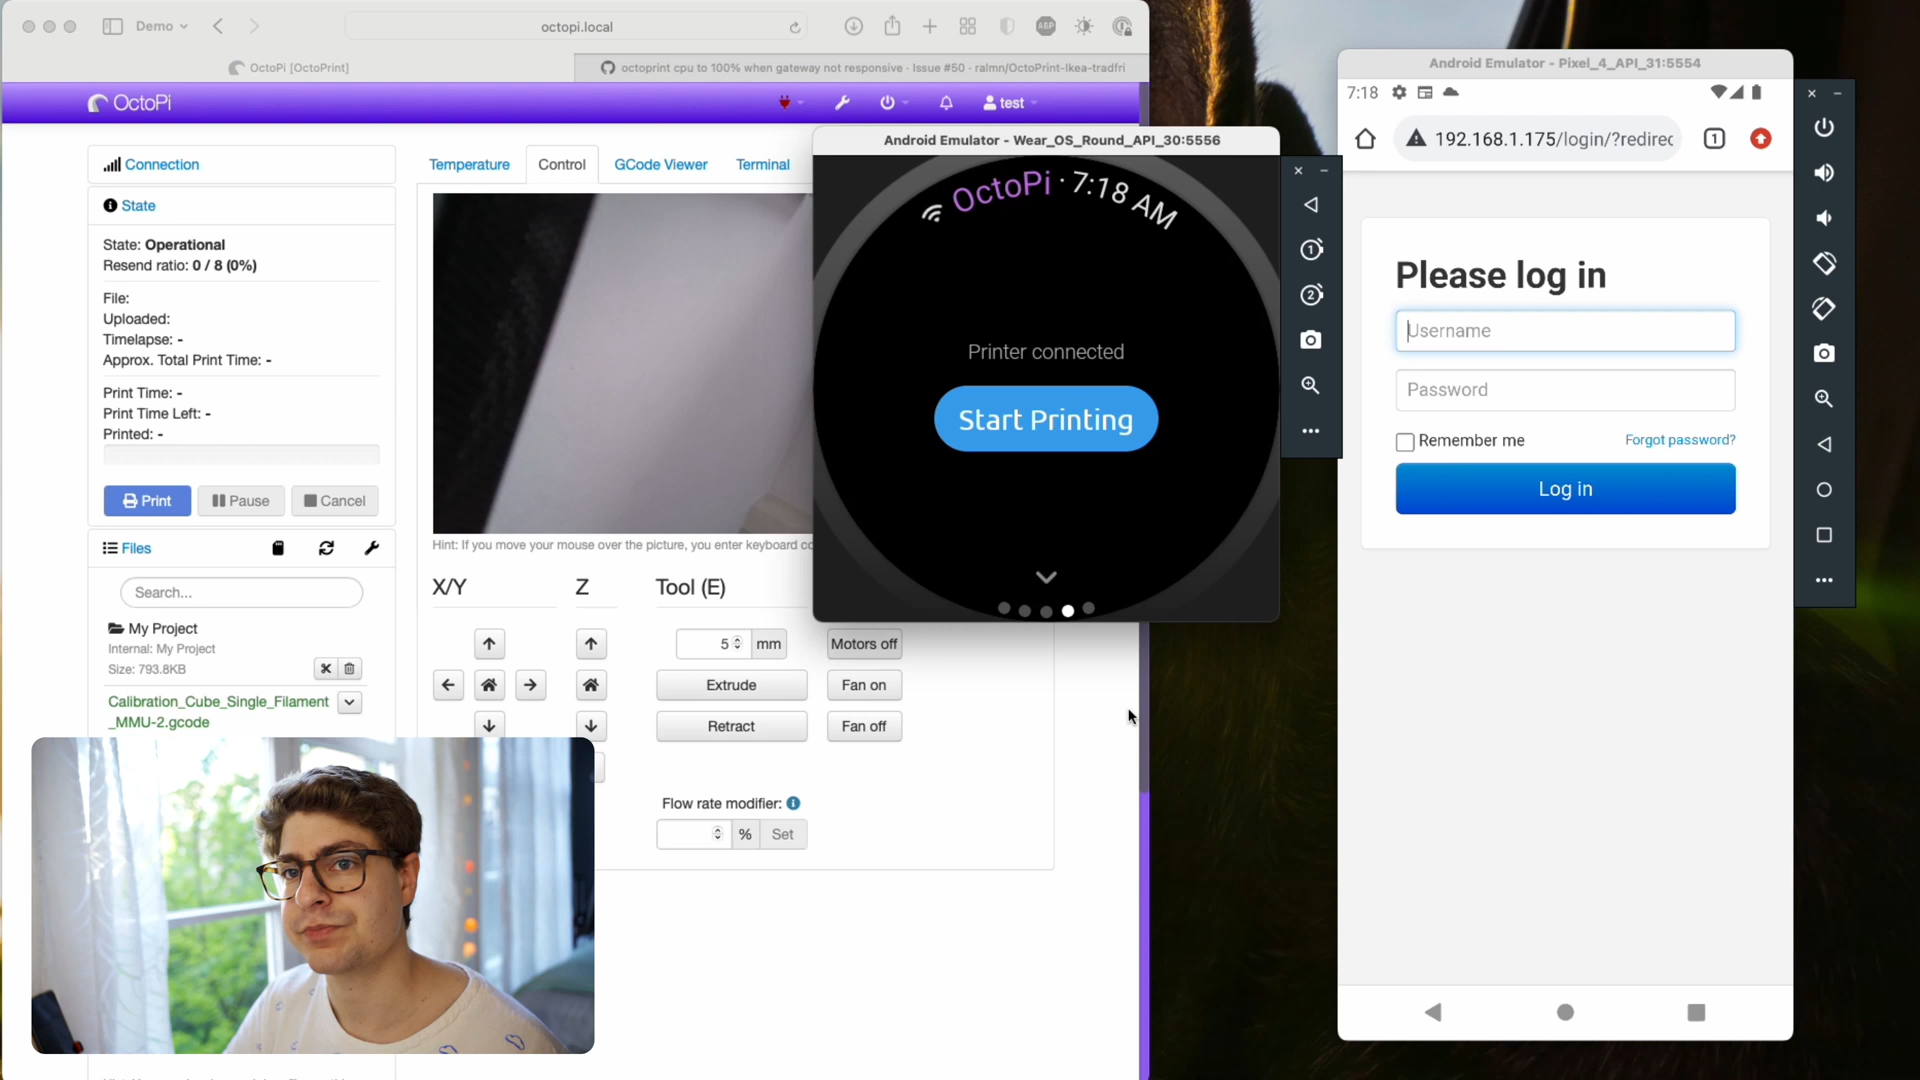 Demo
octopi.local
OctoPi [OctoPrint]
octoprint cpu to 100% when gateway not responsive · Issue #50 · ralmn/OctoPrint-Ikea-tradfri
ABP
OctoPi
test
Connection
State
State: Operational
Resend ratio: 0 / 8 (0%)
File:
Uploaded:
Timelapse: -
Approx. Total Print Time: -
Print Time: -
Print Time Left: -
Printed: -
Print
Pause
Cancel
Files
Search...
My Project
Internal: My Project
Size: 793.8KB
Calibration_Cube_Single_Filament
_MMU-2.gcode
Temperature
Control
GCode Viewer
Terminal
Hint: If you move your mouse over the picture, you enter keyboard
X/Y
Z
Tool (E)
5
mm
Motors off
Extrude
Fan on
Retract
Fan off
Flow rate modifier:
%
Set
Android Emulator - Wear_OS_Round_API_30:5556
OctoPi · 7:18 AM
Printer connected
Start Printing
1
2
Android Emulator - Pixel_4_API_31:5554
7:18
192.168.1.175/login/?redirec
1
Please log in
Username
Password
Remember me
Forgot password?
Log in